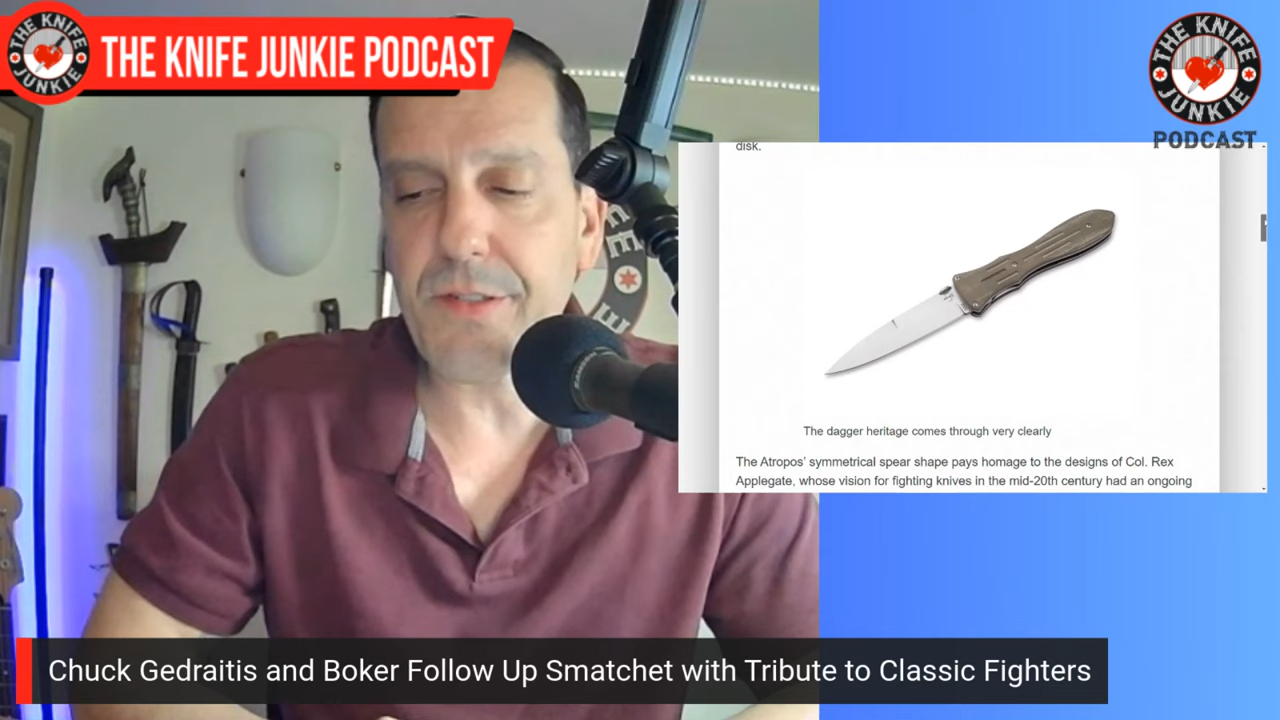 THE KNIFE
JUNKIE
THE KNIFE JUNKIE PODCAST
THE KNIFE
JUNKIE
PODCAST
disk.
The dagger heritage comes through very clearly
The Atropos' symmetrical spear shape pays homage to the designs of Col. Rex
Applegate, whose vision for fighting knives in the mid-20th century had an ongoing
Chuck Gedraitis and Boker Follow Up Smatchet with Tribute to Classic Fighters